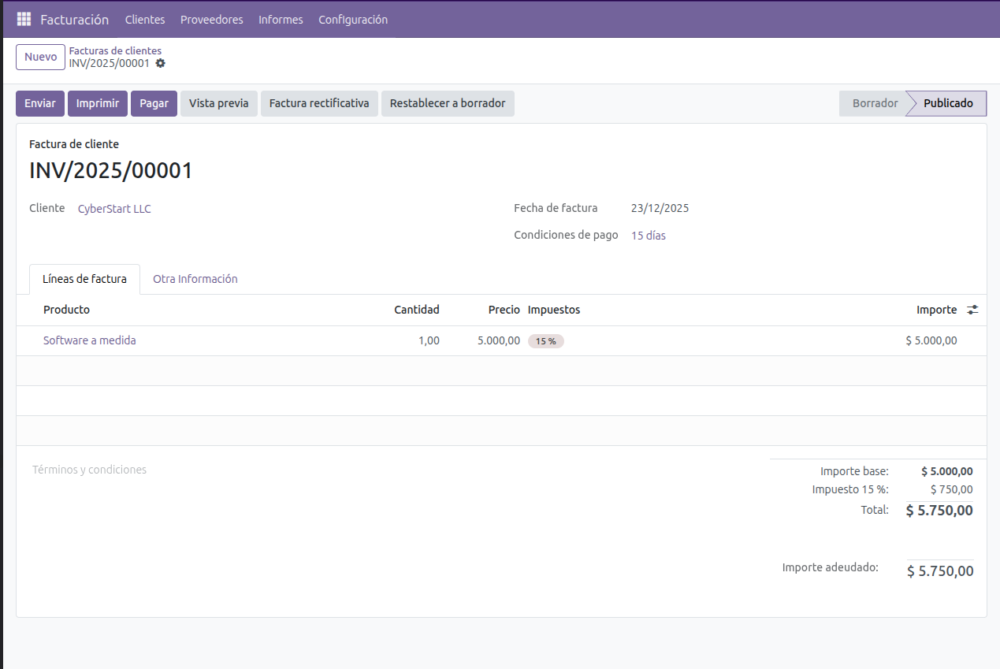 Facturación Clientes Proveedores Informes Configuración
Nuevo
Facturas de clientes
INV/2025/00001
Enviar Imprimir Pagar Vista previa Factura rectificativa Restablecer a borrador Borrador Publicado
Factura de cliente
INV/2025/00001
Cliente CyberStart LLC
Fecha de factura 23/12/2025
Condiciones de pago 15 días
Líneas de factura Otra Información
Producto Cantidad Precio Impuestos Importe
Software a medida 1,00 5.000,00 15 % $ 5.000,00
Términos y condiciones
Importe base: $ 5.000,00
Impuesto 15 %: $ 750,00
Total: $ 5.750,00
Importe adeudado: $ 5.750,00